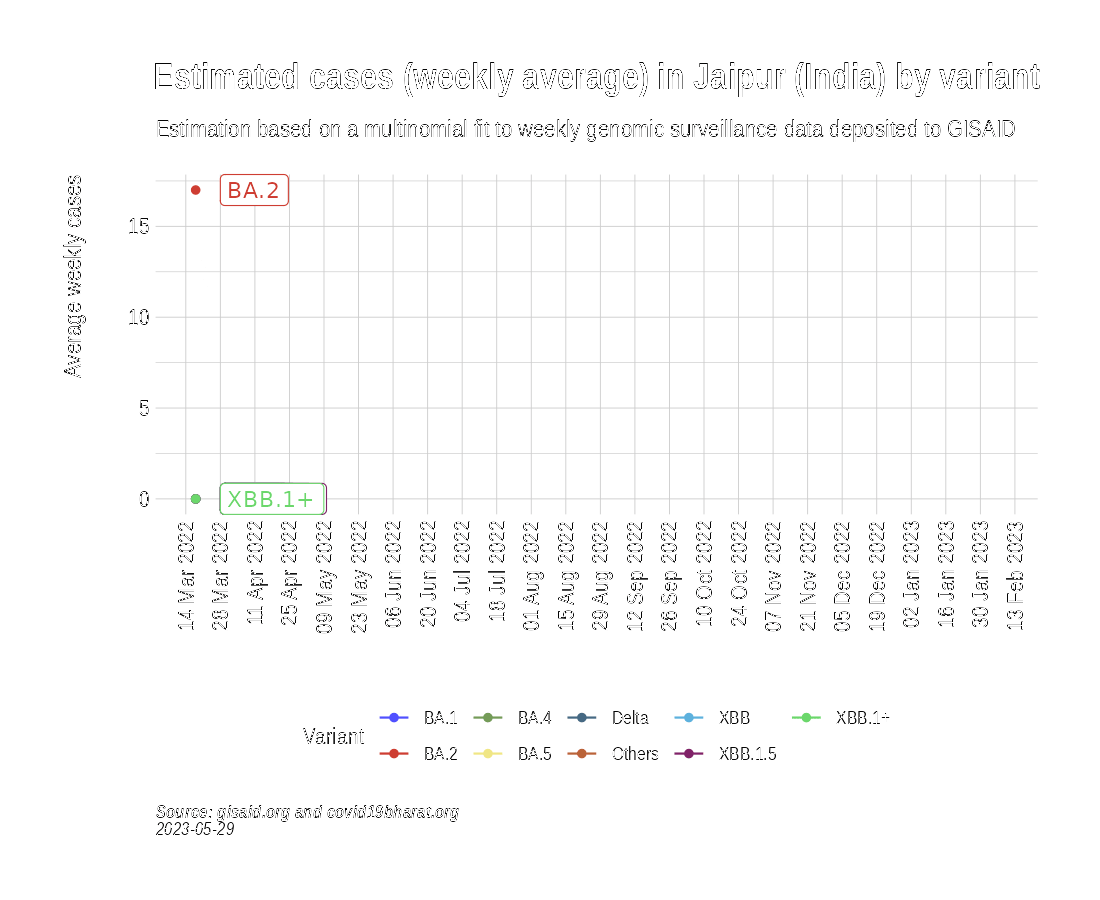 Estimated cases (weekly average) in Jaipur (India) by variant
Estimation based on a multinomial fit to weekly genomic surveillance data deposited to GISAID
Average weekly cases
15
10
5
0
BA.2
XBB.1+
14 Mar 2022
28 Mar 2022
11 Apr 2022
25 Apr 2022
09 May 2022
23 May 2022
06 Jun 2022
20 Jun 2022
04 Jul 2022
18 Jul 2022
01 Aug 2022
15 Aug 2022
29 Aug 2022
12 Sep 2022
26 Sep 2022
10 Oct 2022
24 Oct 2022
07 Nov 2022
21 Nov 2022
05 Dec 2022
19 Dec 2022
02 Jan 2023
16 Jan 2023
30 Jan 2023
13 Feb 2023
Variant
BA.1 BA.4 Delta XBB XBB.1+
BA.2 BA.5 Others XBB.1.5
Source: gisaid.org and covid19bharat.org
2023-05-29